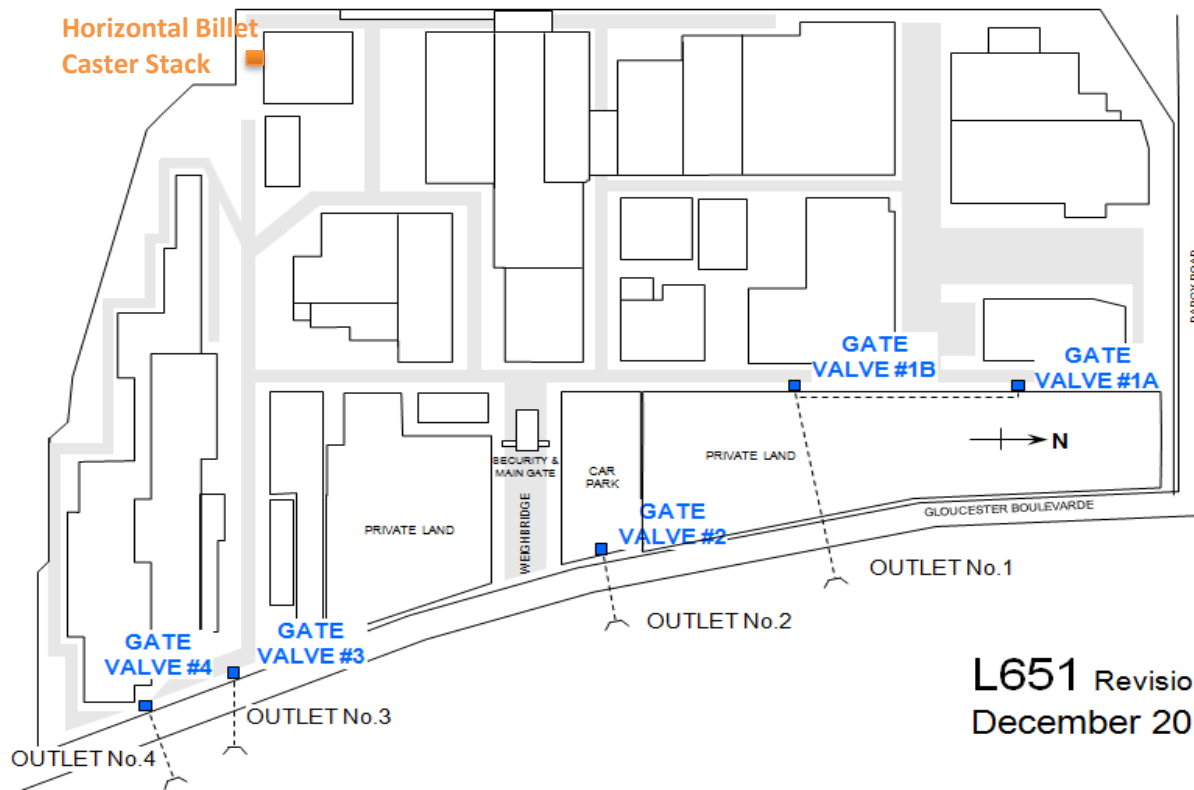 Horizontal Billet
Caster Stack
GATE
VALVE #1B
GATE
VALVE #1A
N
PRIVATE LAND
SECURITY &
MAIN GATE
CAR
PARK
WEIGHBRIDGE
PRIVATE LAND
GATE
VALVE #2
GLOUCESTER BOULEVARDE
OUTLET No.1
OUTLET No.2
GATE
VALVE #3
GATE
VALVE #4
OUTLET No.3
OUTLET No.4
L651 Revisio
December 20